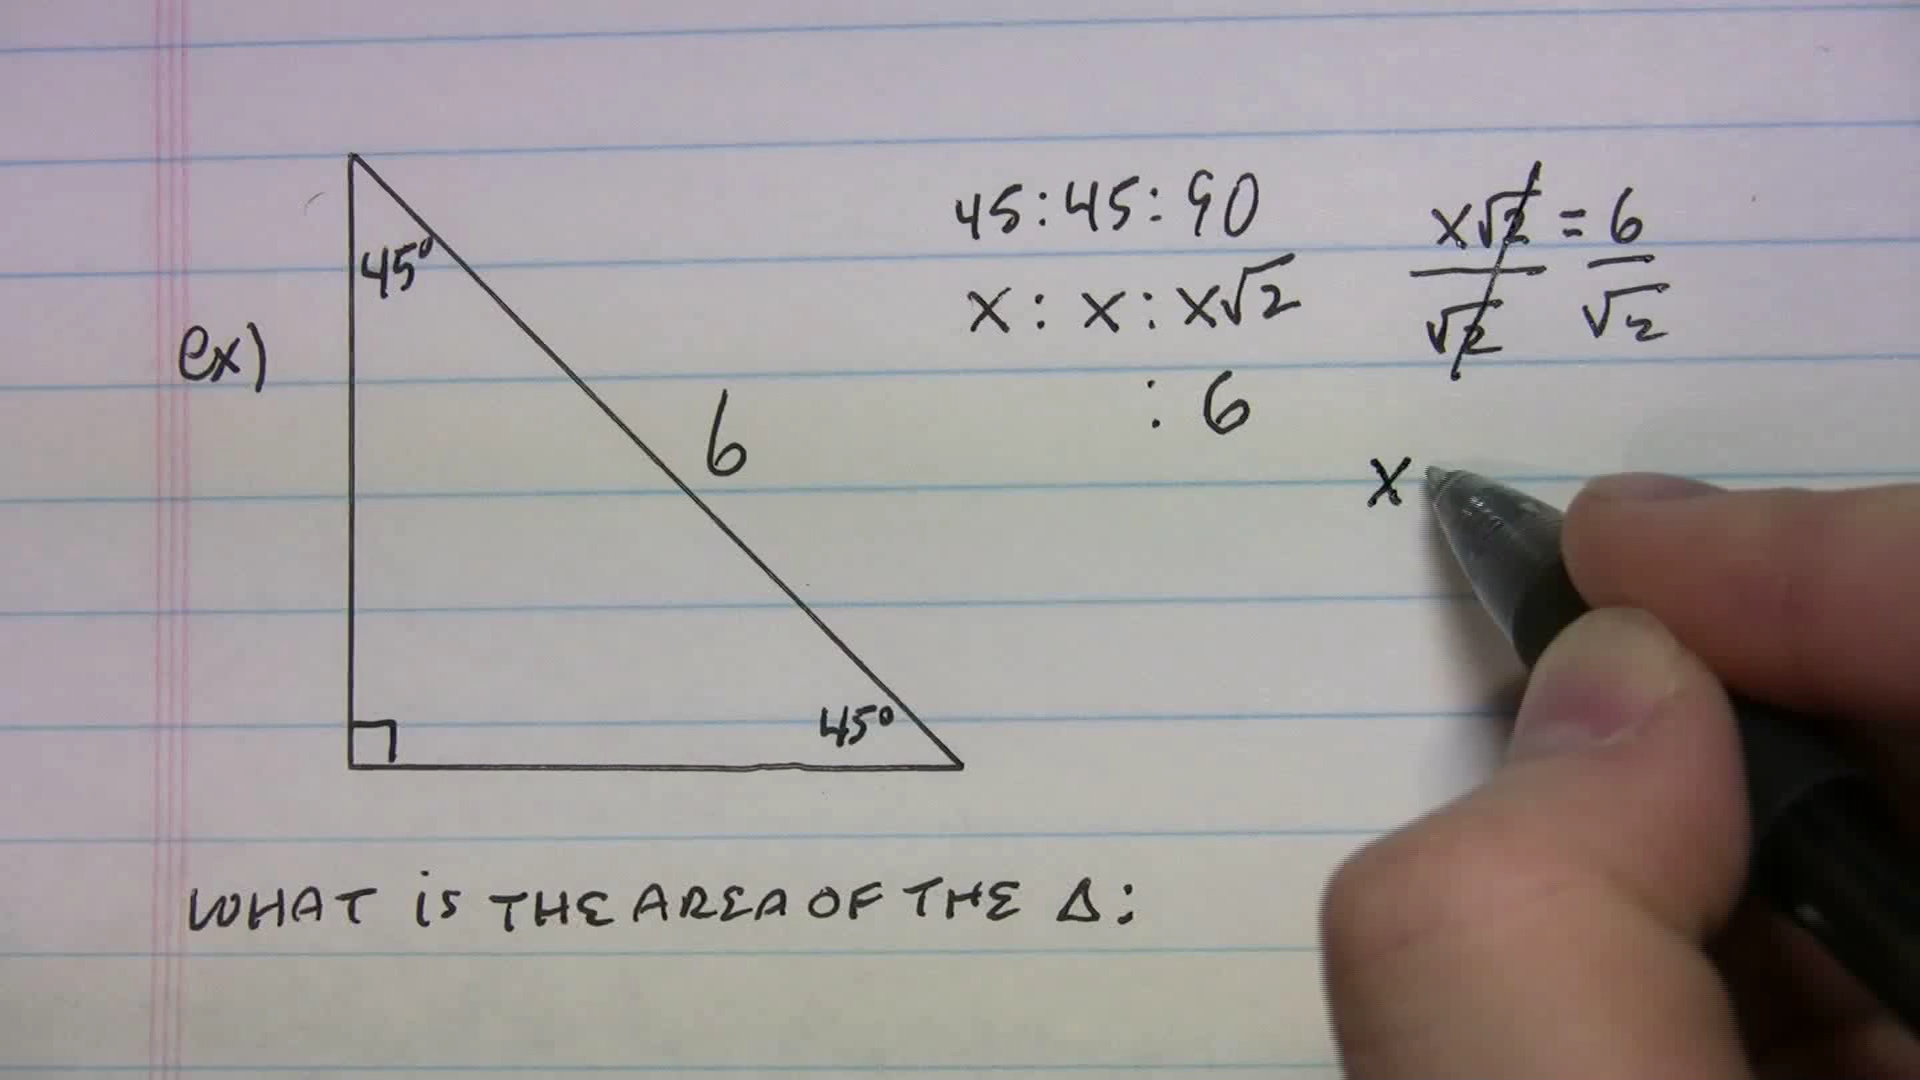 45°
ex)
6
45°
45:45:90
x : x : x√2
: 6
x√2 = 6
√2 √2
x
WHAT iS THE AREA OF THE Δ: